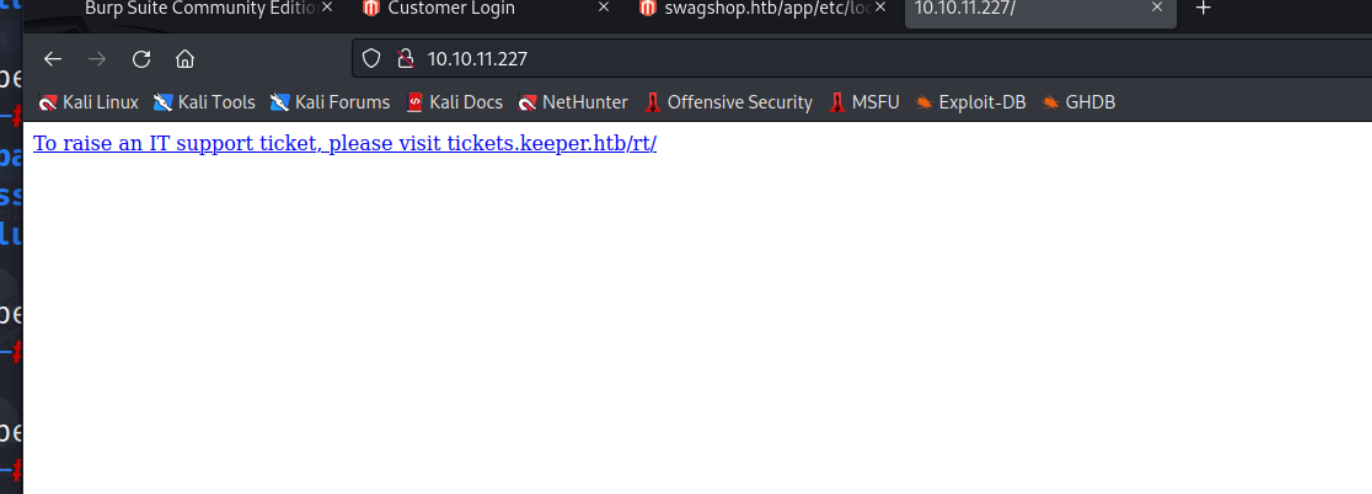 Burp Suite Community Editio
Customer Login
swagshop.htb/app/etc/loc
10.10.11.227/
10.10.11.227
Kali Linux Kali Tools Kali Forums Kali Docs NetHunter Offensive Security MSFU Exploit-DB GHDB
To raise an IT support ticket, please visit tickets.keeper.htb/rt/